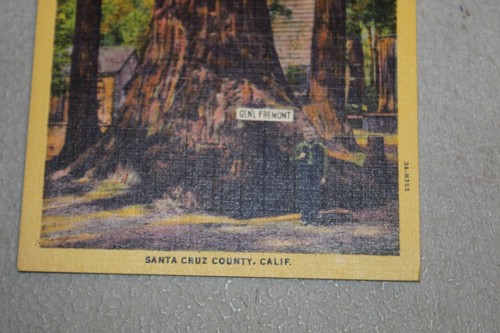 GEN'L FREMONT
3A-H355
SANTA CRUZ COUNTY, CALIF.